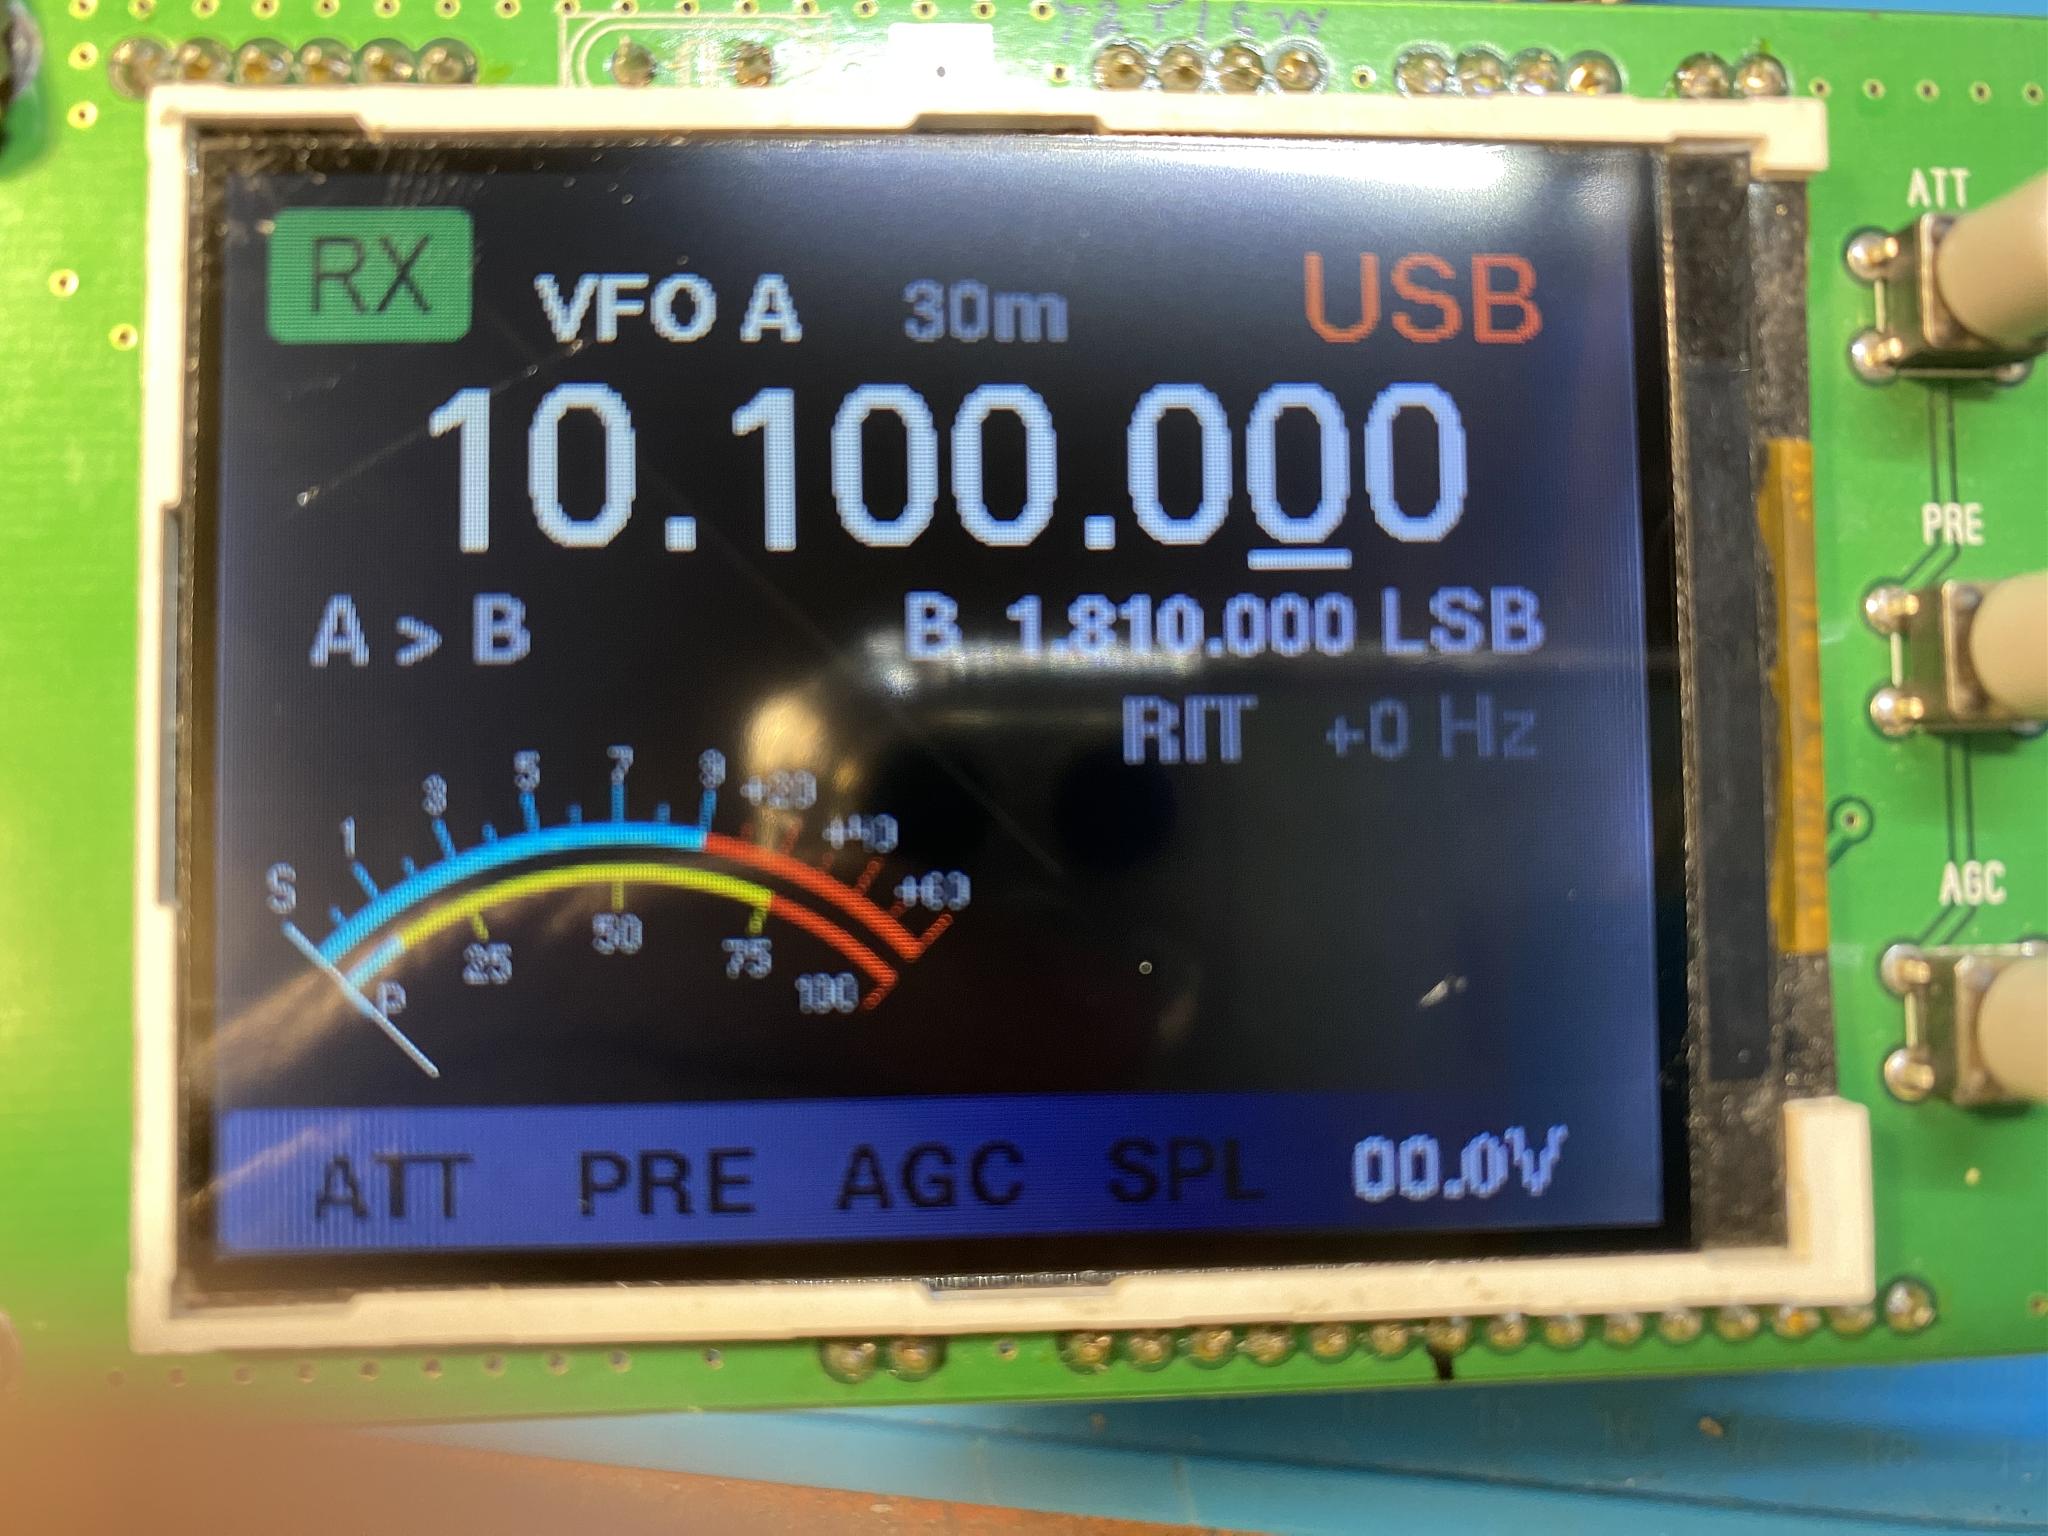 RX VFO A 30m USB
10.100.000
A > B B 1.810.000 LSB
RIT +0 Hz
S 1 3 5 7 9 +20 +40 +60
P 25 50 75 100
ATT PRE AGC SPL 00.0V
ATT
PRE
AGC